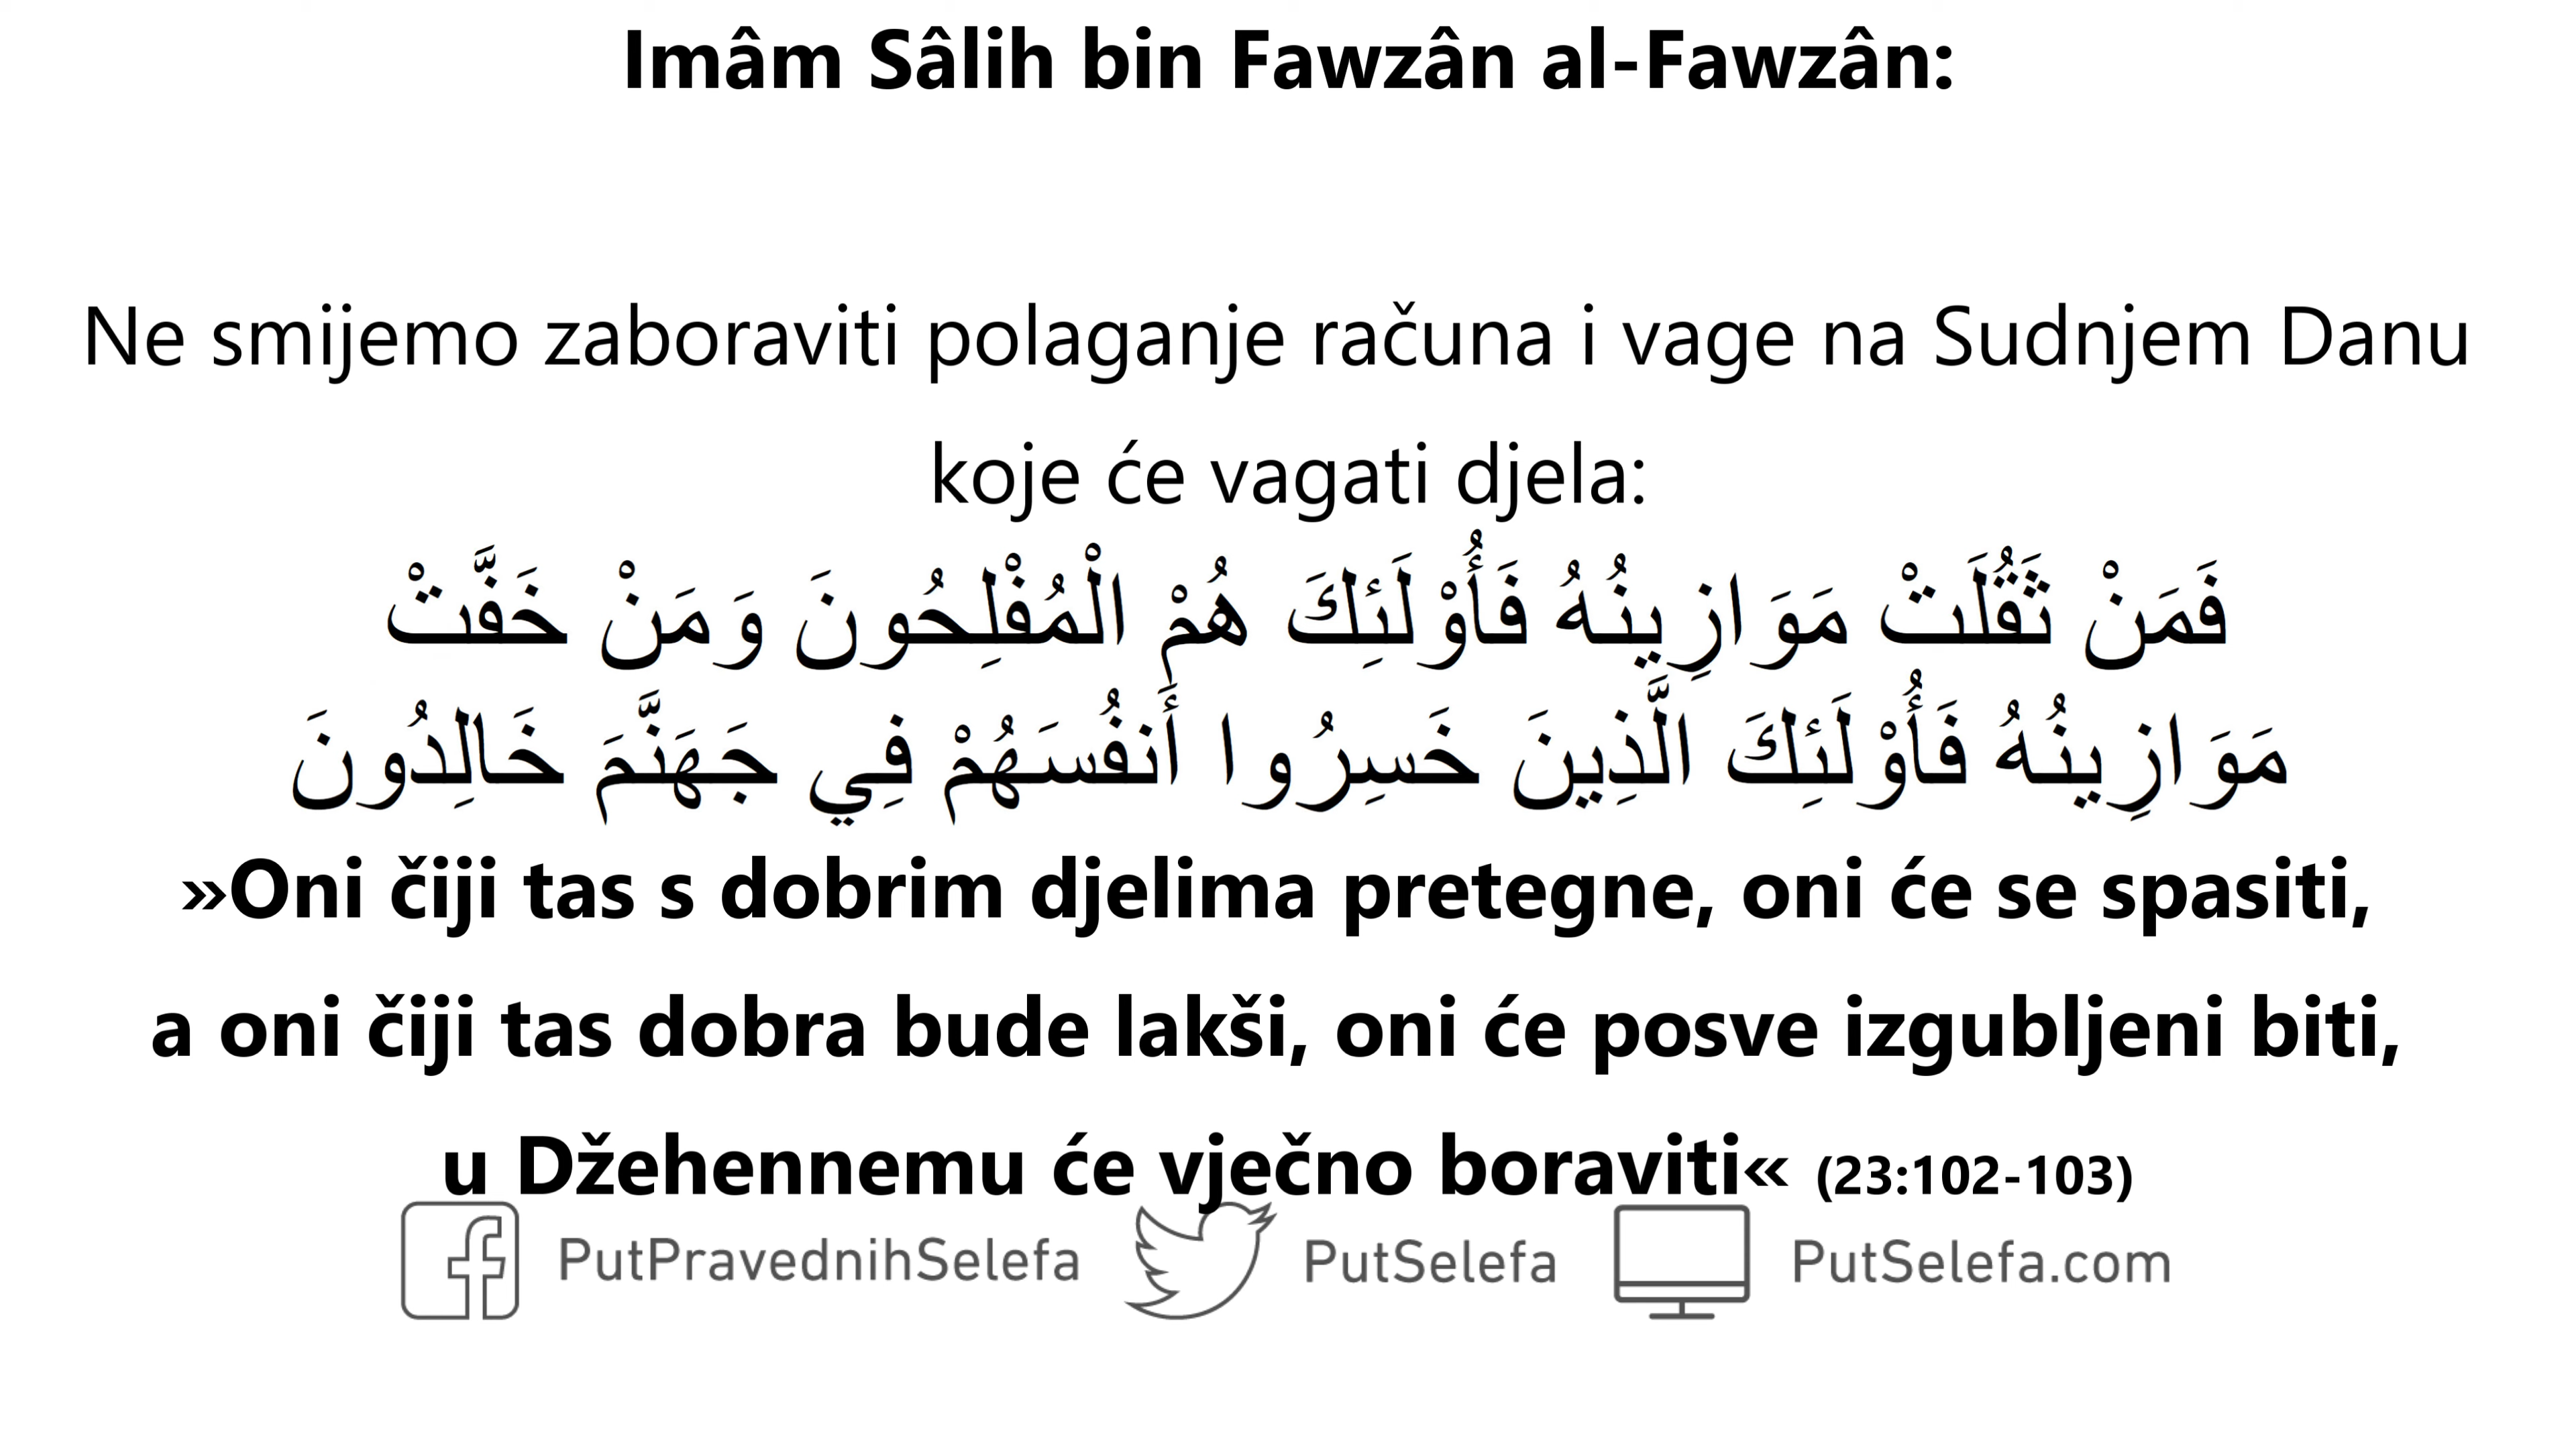 Imâm Sâlih bin Fawzân al-Fawzân:
Ne smijemo zaboraviti polaganje računa i vage na Sudnjem Danu
koje će vagati djela:
فَمَنْ ثَقُلَتْ مَوَازِينُهُ فَأُوْلَئِكَ هُمْ الْمُفْلِحُونَ وَمَنْ خَفَّتْ
مَوَازِينُهُ فَأُوْلَئِكَ الَّذِينَ خَسِرُوا أَنفُسَهُمْ فِي جَهَنَّمَ خَالِدُونَ
»Oni čiji tas s dobrim djelima pretegne, oni će se spasiti,
a oni čiji tas dobra bude lakši, oni će posve izgubljeni biti,
u Džehennemu će vječno boraviti« (23:102-103)
PutPravednihSelefa PutSelefa PutSelefa.com